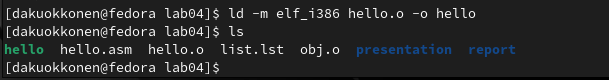 [dakuokkonen@fedora lab04]$ ld -m elf_i386 hello.o -o hello
[dakuokkonen@fedora lab04]$ ls
hello  hello.asm  hello.o  list.lst  obj.o  presentation  report
[dakuokkonen@fedora lab04]$